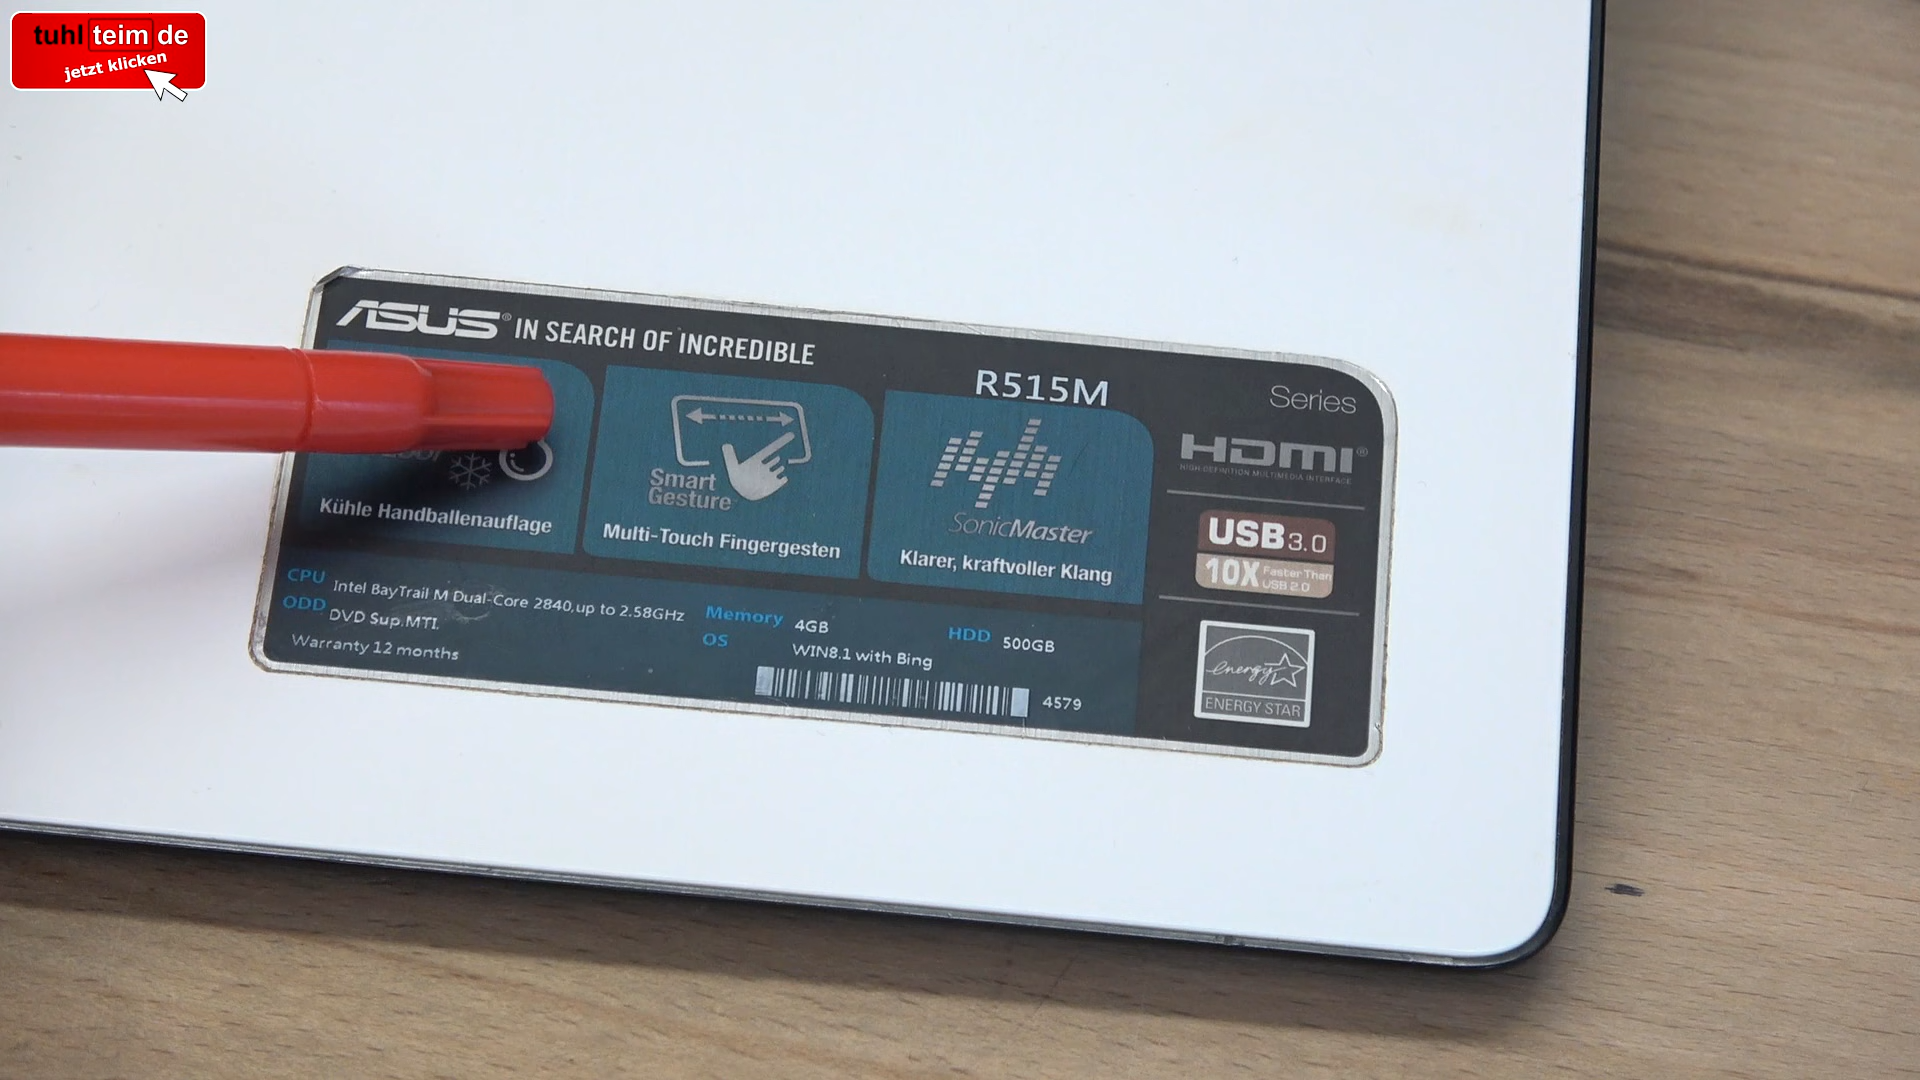 tuhl teim de
jetzt klicken
ASUS® IN SEARCH OF INCREDIBLE
R515M
Series
Smart
Gesture
SonicMaster
HDMI®
HIGH-DEFINITION MULTIMEDIA INTERFACE
Kühle Handballenauflage
Multi-Touch Fingergesten
Klarer, kraftvoller Klang
USB 3.0
10X Faster Than
USB 2.0
CPU Intel BayTrail M Dual-Core 2840,up to 2.58GHz
ODD DVD Sup.MTI.
Warranty 12 months
Memory 4GB
OS WIN8.1 with Bing
HDD 500GB
4579
energy
ENERGY STAR